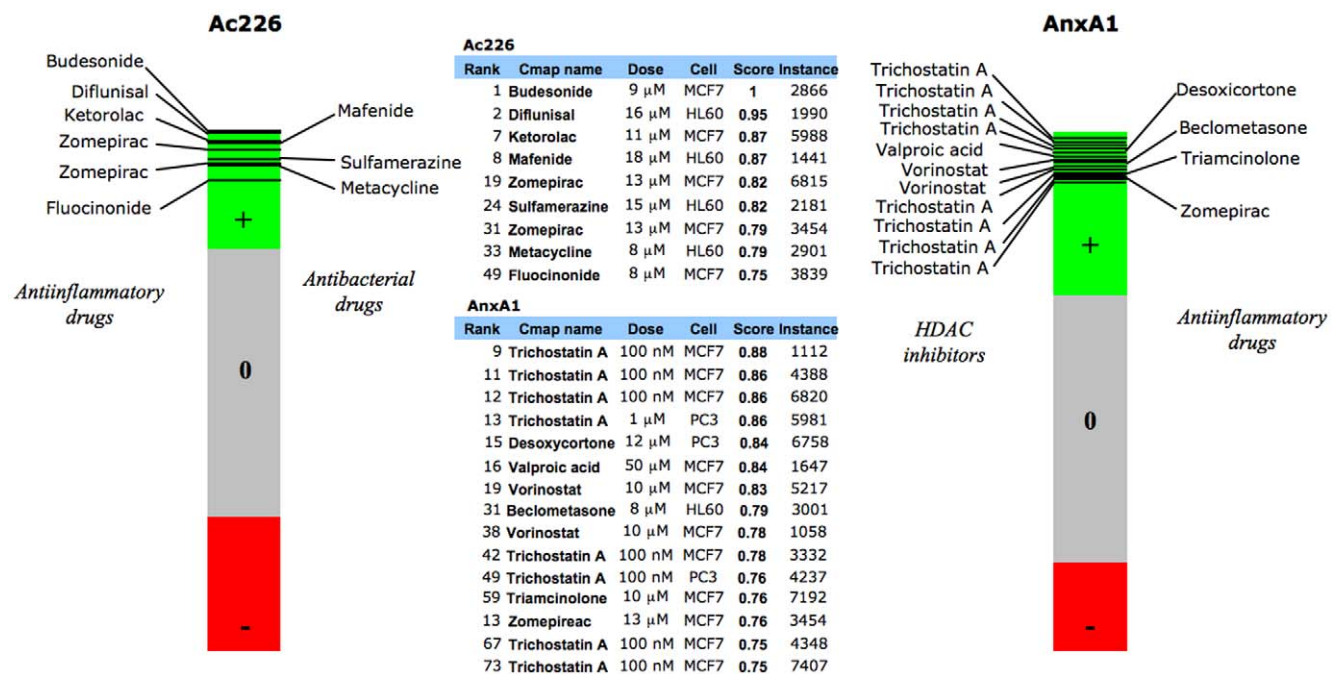 Ac226
Budesonide
Diflunisal
Ketorolac
Zomepirac
Zomepirac
Fluocinonide
Mafenide
Sulfamerazine
Metacycline
+
Antiinflammatory
drugs
Antibacterial
drugs
0
-
Ac226
Rank Cmap name Dose Cell Score Instance
1 Budesonide 9 μM MCF7 1 2866
2 Diflunisal 16 μM HL60 0.95 1990
7 Ketorolac 11 μM MCF7 0.87 5988
8 Mafenide 18 μM HL60 0.87 1441
19 Zomepirac 13 μM MCF7 0.82 6815
24 Sulfamerazine 15 μM HL60 0.82 2181
31 Zomepirac 13 μM MCF7 0.79 3454
33 Metacycline 8 μM HL60 0.79 2901
49 Fluocinonide 8 μM MCF7 0.75 3839
AnxA1
Rank Cmap name Dose Cell Score Instance
9 Trichostatin A 100 nM MCF7 0.88 1112
11 Trichostatin A 100 nM MCF7 0.86 4388
12 Trichostatin A 100 nM MCF7 0.86 6820
13 Trichostatin A 1 μM PC3 0.86 5981
15 Desoxycortone 12 μM PC3 0.84 6758
16 Valproic acid 50 μM MCF7 0.84 1647
19 Vorinostat 10 μM MCF7 0.83 5217
31 Beclometasone 8 μM HL60 0.79 3001
38 Vorinostat 10 μM MCF7 0.78 1058
42 Trichostatin A 100 nM MCF7 0.78 3332
49 Trichostatin A 100 nM PC3 0.76 4237
59 Triamcinolone 10 μM MCF7 0.76 7192
13 Zomepireac 13 μM MCF7 0.76 3454
67 Trichostatin A 100 nM MCF7 0.75 4348
73 Trichostatin A 100 nM MCF7 0.75 7407
AnxA1
Trichostatin A
Trichostatin A
Trichostatin A
Trichostatin A
Valproic acid
Vorinostat
Vorinostat
Trichostatin A
Trichostatin A
Trichostatin A
Trichostatin A
Desoxicortone
Beclometasone
Triamcinolone
Zomepirac
+
HDAC
inhibitors
Antiinflammatory
drugs
0
-